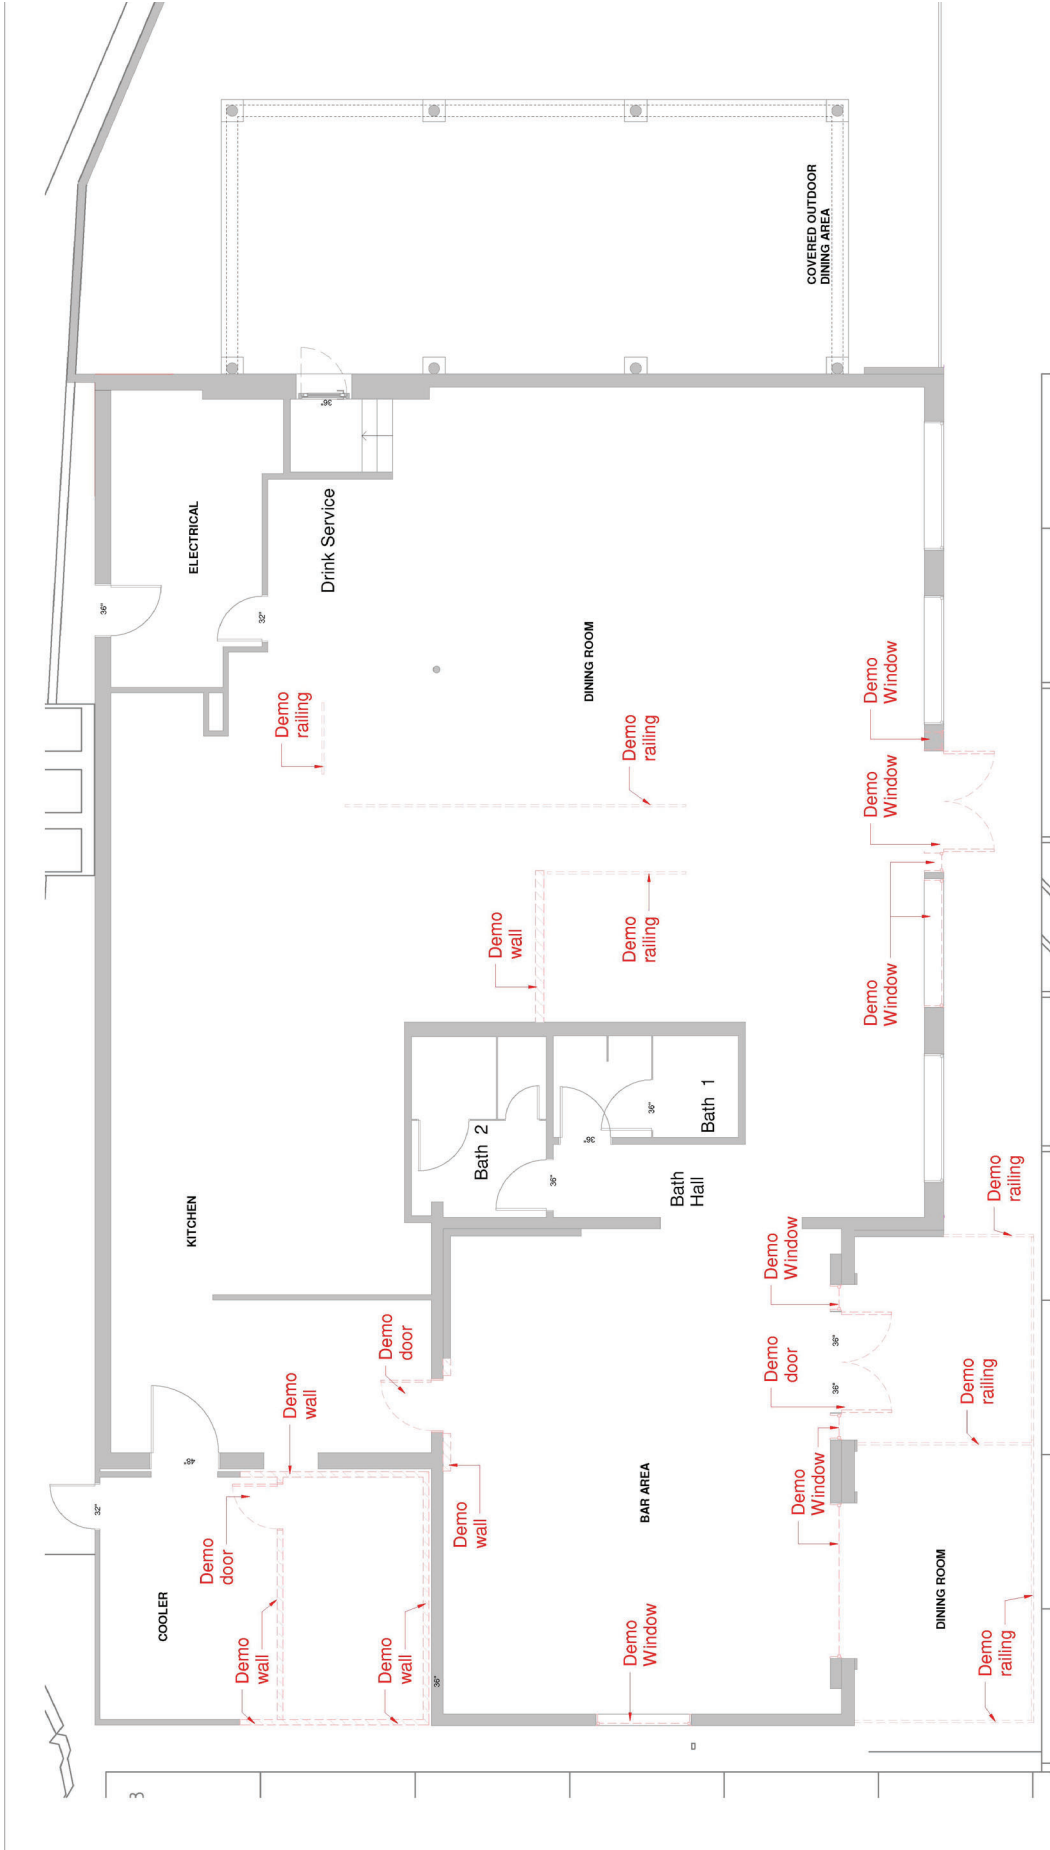 32"
36"
COOLER
KITCHEN
ELECTRICAL
Demo
door
Demo
wall
Demo
wall
32"
Demo
railing
Drink Service
36"
Demo
wall
Demo
door
36"
Demo
wall
Bath 2
Demo
wall
36"
36"
DINING ROOM
Demo
Window
BAR AREA
36"
Demo
railing
Demo
railing
Bath
Hall
Bath 1
Demo
door
Demo
Window
Demo
Window
36"
36"
COVERED OUTDOOR
DINING AREA
Demo
Window
Demo
Window
Demo
Window
DINING ROOM
Demo
railing
Demo
railing
Demo
railing